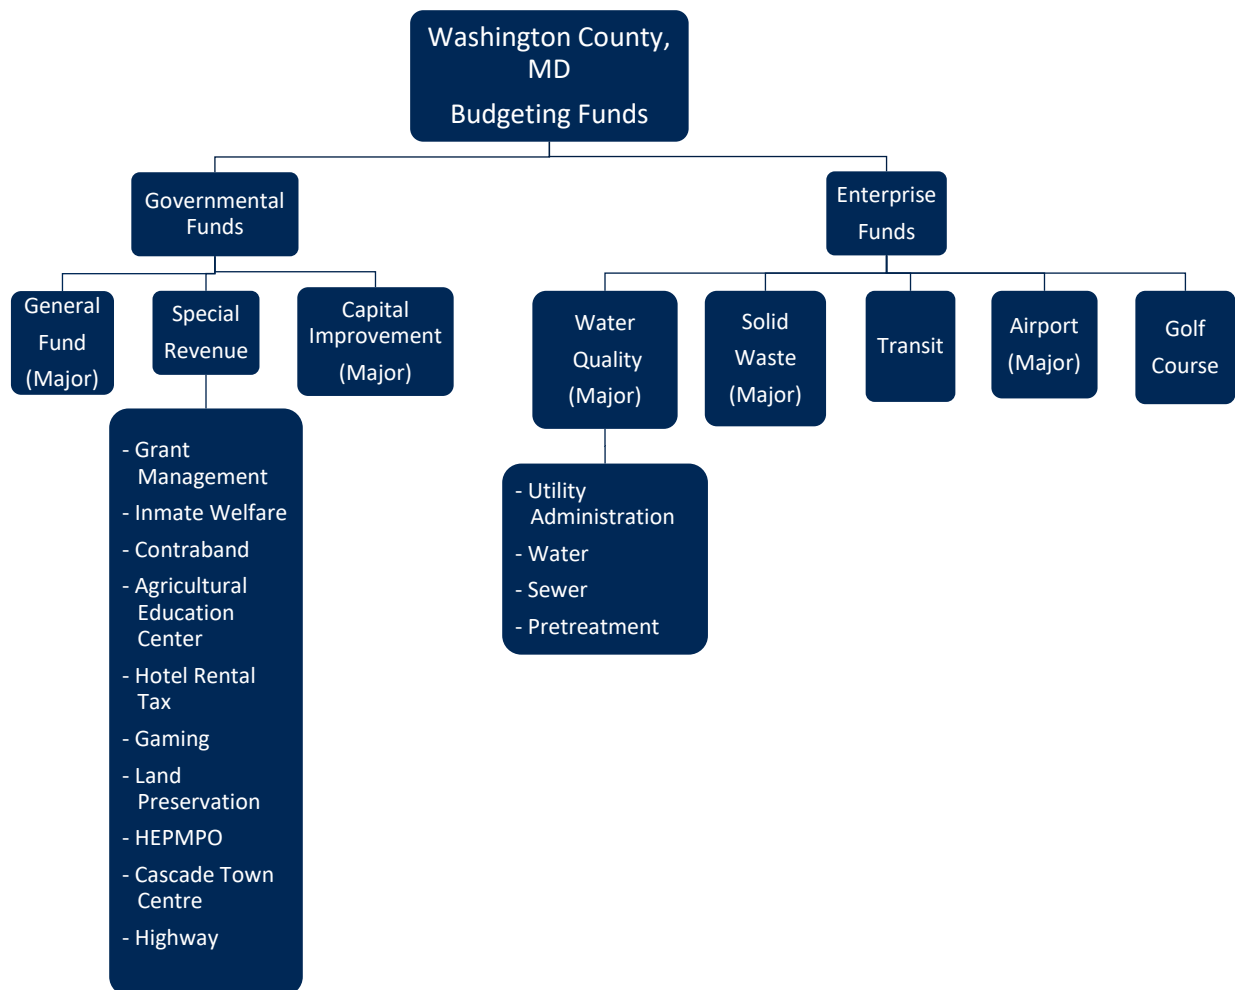 Washington County,
MD
Budgeting Funds
Governmental
Funds
Enterprise
Funds
General
Fund
(Major)
Special
Revenue
Capital
Improvement
(Major)
Water
Quality
(Major)
Solid
Waste
(Major)
Transit
Airport
(Major)
Golf
Course
- Grant
Management
- Inmate Welfare
- Contraband
- Agricultural
Education
Center
- Hotel Rental
Tax
- Gaming
- Land
Preservation
- HEPMPO
- Cascade Town
Centre
- Highway
- Utility
Administration
- Water
- Sewer
- Pretreatment